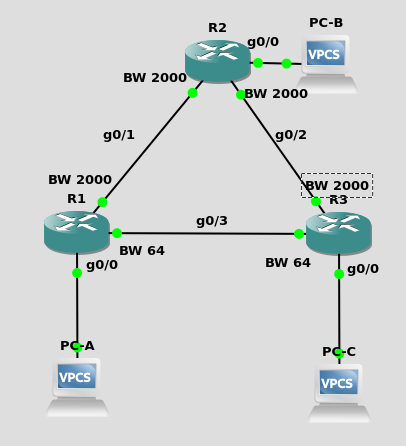 PC-B
R2
g0/0
VPCS
BW 2000
BW 2000
g0/1
g0/2
BW 2000
BW 2000
R1
R3
g0/3
BW 64
BW 64
g0/0
g0/0
PC-A
PC-C
VPCS
VPCS